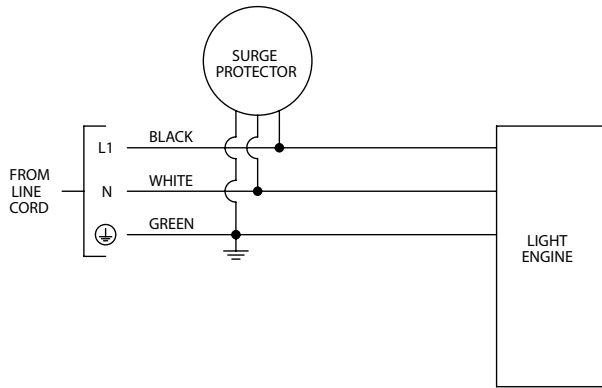 SURGE
PROTECTOR
L1
BLACK
FROM
LINE
CORD
N
WHITE
GREEN
LIGHT
ENGINE